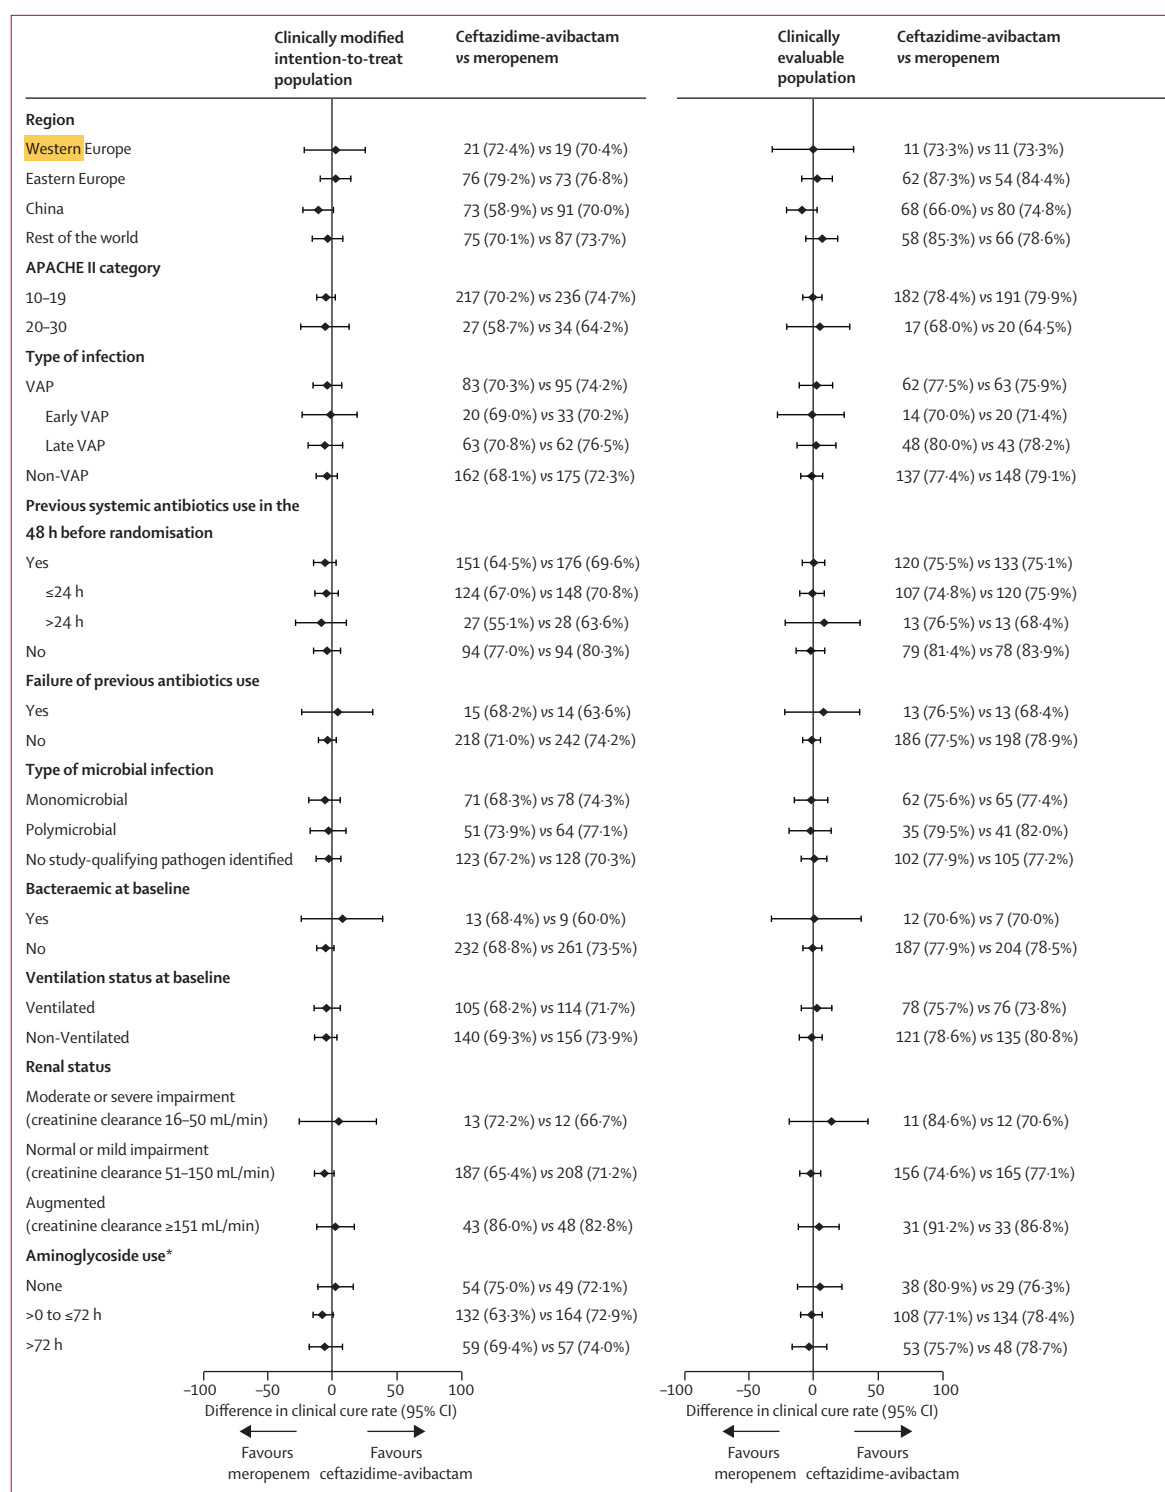 Clinically modified intention-to-treat population Ceftazidime-avibactam vs meropenem Clinically evaluable population Ceftazidime-avibactam vs meropenem
Region
Western Europe 21 (72·4%) vs 19 (70·4%) 11 (73·3%) vs 11 (73·3%)
Eastern Europe 76 (79·2%) vs 73 (76·8%) 62 (87·3%) vs 54 (84·4%)
China 73 (58·9%) vs 91 (70·0%) 68 (66·0%) vs 80 (74·8%)
Rest of the world 75 (70·1%) vs 87 (73·7%) 58 (85·3%) vs 66 (78·6%)
APACHE II category
10–19 217 (70·2%) vs 236 (74·7%) 182 (78·4%) vs 191 (79·9%)
20–30 27 (58·7%) vs 34 (64·2%) 17 (68·0%) vs 20 (64·5%)
Type of infection
VAP 83 (70·3%) vs 95 (74·2%) 62 (77·5%) vs 63 (75·9%)
Early VAP 20 (69·0%) vs 33 (70·2%) 14 (70·0%) vs 20 (71·4%)
Late VAP 63 (70·8%) vs 62 (76·5%) 48 (80·0%) vs 43 (78·2%)
Non-VAP 162 (68·1%) vs 175 (72·3%) 137 (77·4%) vs 148 (79·1%)
Previous systemic antibiotics use in the
48 h before randomisation
Yes 151 (64·5%) vs 176 (69·6%) 120 (75·5%) vs 133 (75·1%)
≤24 h 124 (67·0%) vs 148 (70·8%) 107 (74·8%) vs 120 (75·9%)
>24 h 27 (55·1%) vs 28 (63·6%) 13 (76·5%) vs 13 (68·4%)
No 94 (77·0%) vs 94 (80·3%) 79 (81·4%) vs 78 (83·9%)
Failure of previous antibiotics use
Yes 15 (68·2%) vs 14 (63·6%) 13 (76·5%) vs 13 (68·4%)
No 218 (71·0%) vs 242 (74·2%) 186 (77·5%) vs 198 (78·9%)
Type of microbial infection
Monomicrobial 71 (68·3%) vs 78 (74·3%) 62 (75·6%) vs 65 (77·4%)
Polymicrobial 51 (73·9%) vs 64 (77·1%) 35 (79·5%) vs 41 (82·0%)
No study-qualifying pathogen identified 123 (67·2%) vs 128 (70·3%) 102 (77·9%) vs 105 (77·2%)
Bacteraemic at baseline
Yes 13 (68·4%) vs 9 (60·0%) 12 (70·6%) vs 7 (70·0%)
No 232 (68·8%) vs 261 (73·5%) 187 (77·9%) vs 204 (78·5%)
Ventilation status at baseline
Ventilated 105 (68·2%) vs 114 (71·7%) 78 (75·7%) vs 76 (73·8%)
Non-Ventilated 140 (69·3%) vs 156 (73·9%) 121 (78·6%) vs 135 (80·8%)
Renal status
Moderate or severe impairment
(creatinine clearance 16–50 mL/min) 13 (72·2%) vs 12 (66·7%) 11 (84·6%) vs 12 (70·6%)
Normal or mild impairment
(creatinine clearance 51–150 mL/min) 187 (65·4%) vs 208 (71·2%) 156 (74·6%) vs 165 (77·1%)
Augmented
(creatinine clearance ≥151 mL/min) 43 (86·0%) vs 48 (82·8%) 31 (91·2%) vs 33 (86·8%)
Aminoglycoside use*
None 54 (75·0%) vs 49 (72·1%) 38 (80·9%) vs 29 (76·3%)
>0 to ≤72 h 132 (63·3%) vs 164 (72·9%) 108 (77·1%) vs 134 (78·4%)
>72 h 59 (69·4%) vs 57 (74·0%) 53 (75·7%) vs 48 (78·7%)
–100 –50 0 50 100 –100 –50 0 50 100
Difference in clinical cure rate (95% CI) Difference in clinical cure rate (95% CI)
Favours meropenem Favours ceftazidime-avibactam Favours meropenem Favours ceftazidime-avibactam